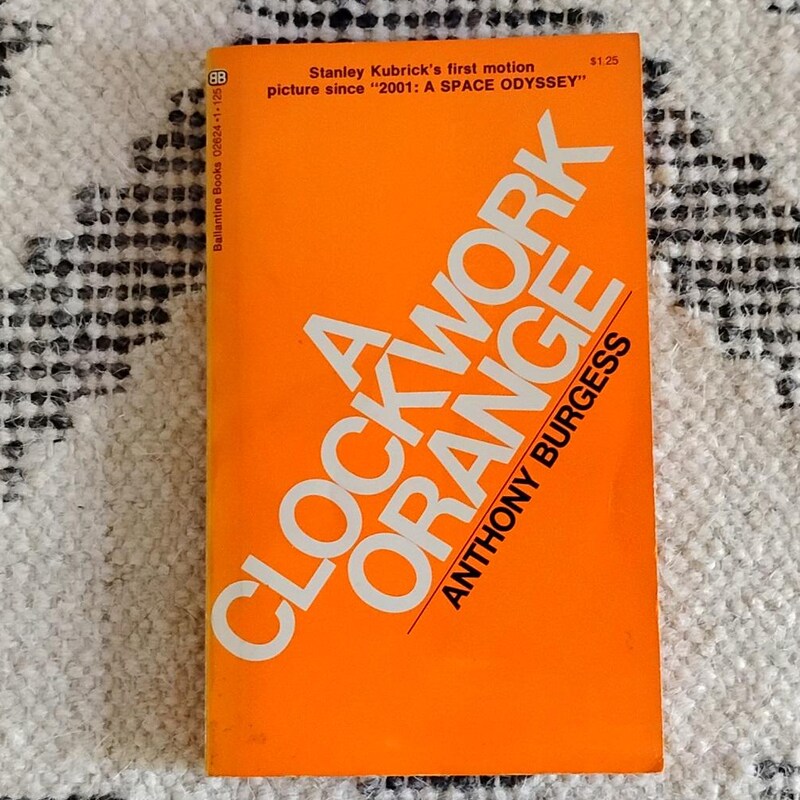 Stanley Kubrick's first motion
picture since "2001: A SPACE ODYSSEY"
$1.25
BB
Ballantine Books 02624-1-125
A
CLOCKWORK
ORANGE
ANTHONY BURGESS